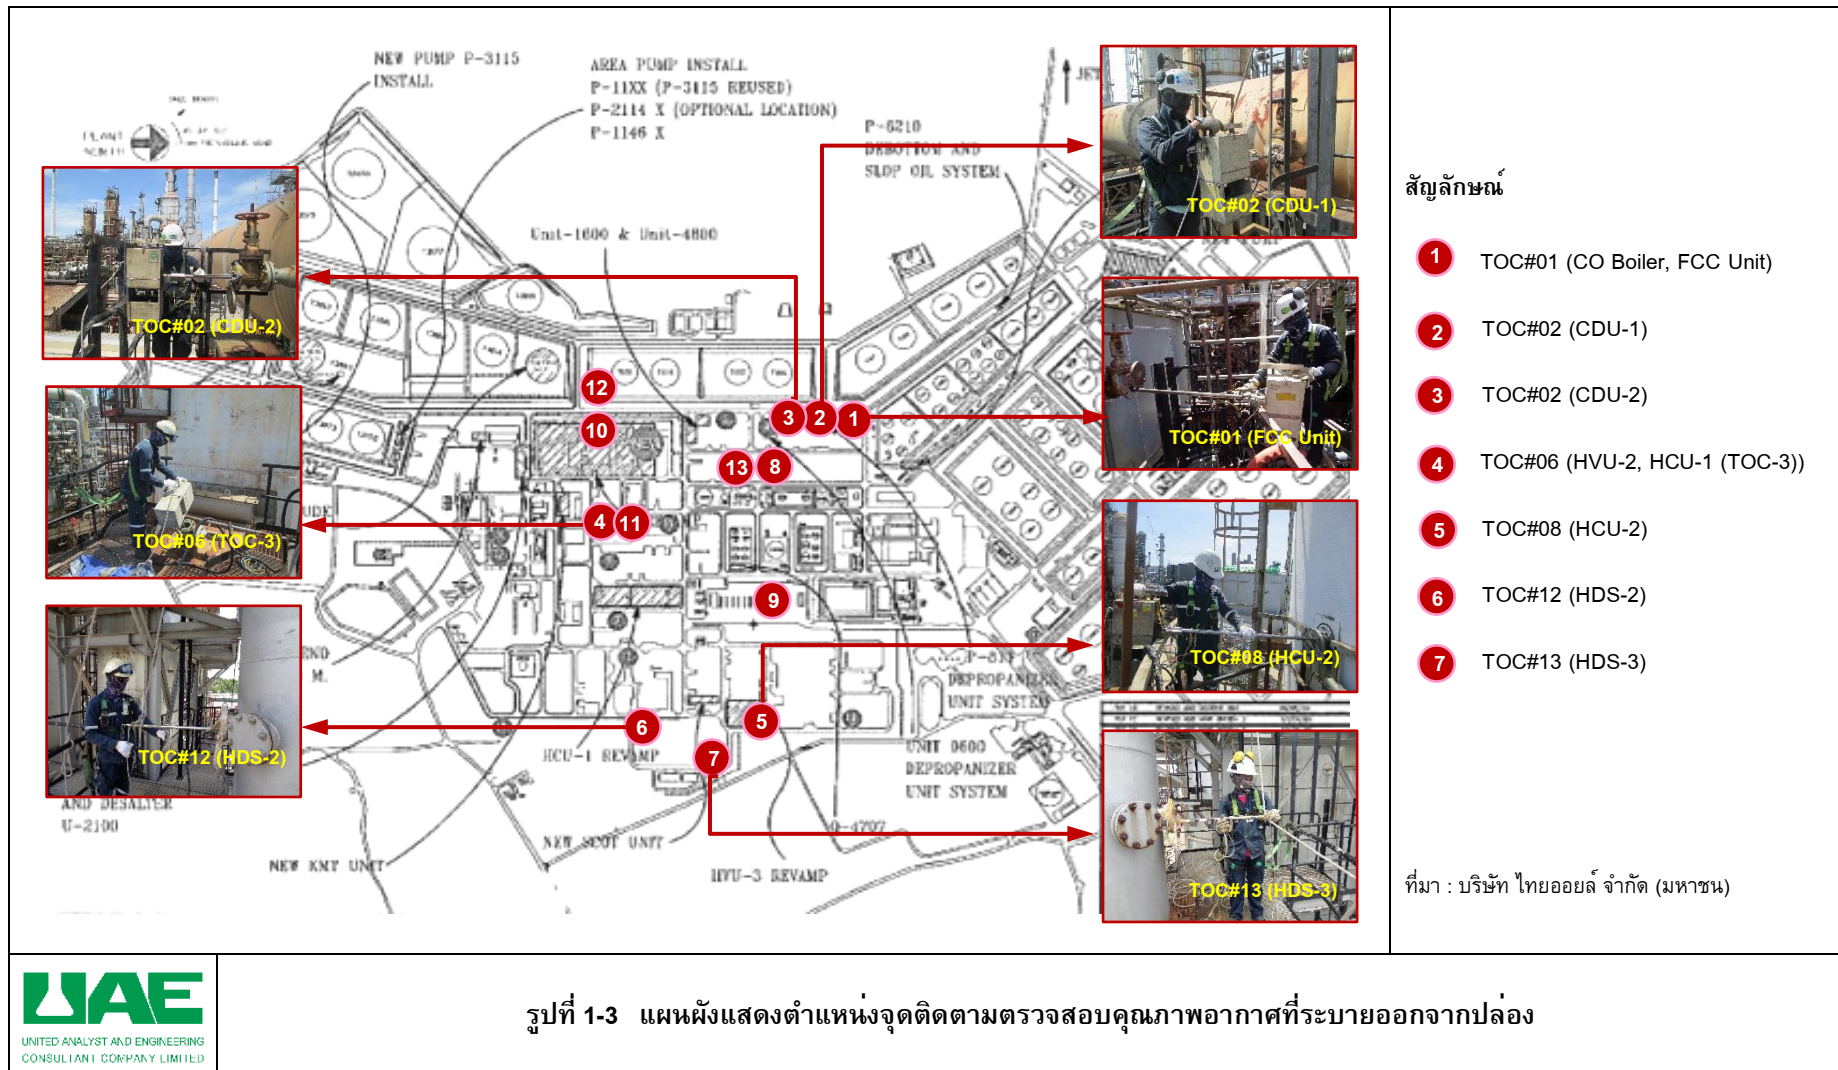 NEW PUMP P-3115
INSTALL
AREA PUMP INSTALL
P-11XX (P-3115 REUSED)
P-2114 X (OPTIONAL LOCATION)
P-1146 X
PLANT
NORTH
P-6210
DEBOTTOM AND
SLOP OIL SYSTEM
JET
Unit-1600 & Unit-4800
TOC#02 (CDU-1)
TOC#02 (CDU-2)
TOC#01 (FCC Unit)
TOC#06 (TOC-3)
TOC#08 (HCU-2)
TOC#12 (HDS-2)
TOC#13 (HDS-3)
12
10
3
2
1
13
8
4
11
9
6
5
7
DEPROPANIZER
UNIT SYSTEM
UNIT 0600
DEPROPANIZER
UNIT SYSTEM
HCU-1 REVAMP
AND DESALTER
U-2100
NEW KMT UNIT
NEW SCOT UNIT
HVU-3 REVAMP
Q-4707
สัญลักษณ์
1 TOC#01 (CO Boiler, FCC Unit)
2 TOC#02 (CDU-1)
3 TOC#02 (CDU-2)
4 TOC#06 (HVU-2, HCU-1 (TOC-3))
5 TOC#08 (HCU-2)
6 TOC#12 (HDS-2)
7 TOC#13 (HDS-3)
ที่มา : บริษัท ไทยออยล์ จำกัด (มหาชน)
UAE
UNITED ANALYST AND ENGINEERING
CONSULTANT COMPANY LIMITED
รูปที่ 1-3 แผนผังแสดงตำแหน่งจุดติดตามตรวจสอบคุณภาพอากาศที่ระบายออกจากปล่อง